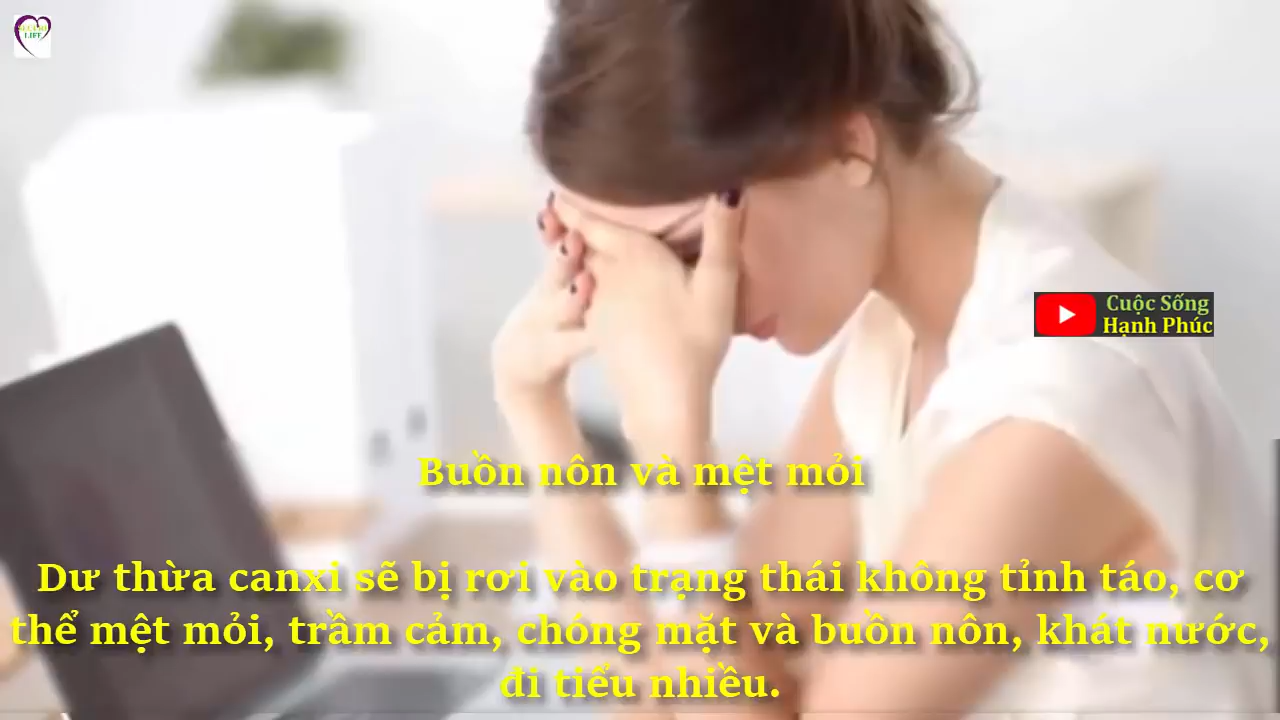 LIFE
Cuộc Sống
Hạnh Phúc
Buồn nôn và mệt mỏi
Dư thừa canxi sẽ bị rơi vào trạng thái không tỉnh táo, cơ
thể mệt mỏi, trầm cảm, chóng mặt và buồn nôn, khát nước,
đi tiểu nhiều.